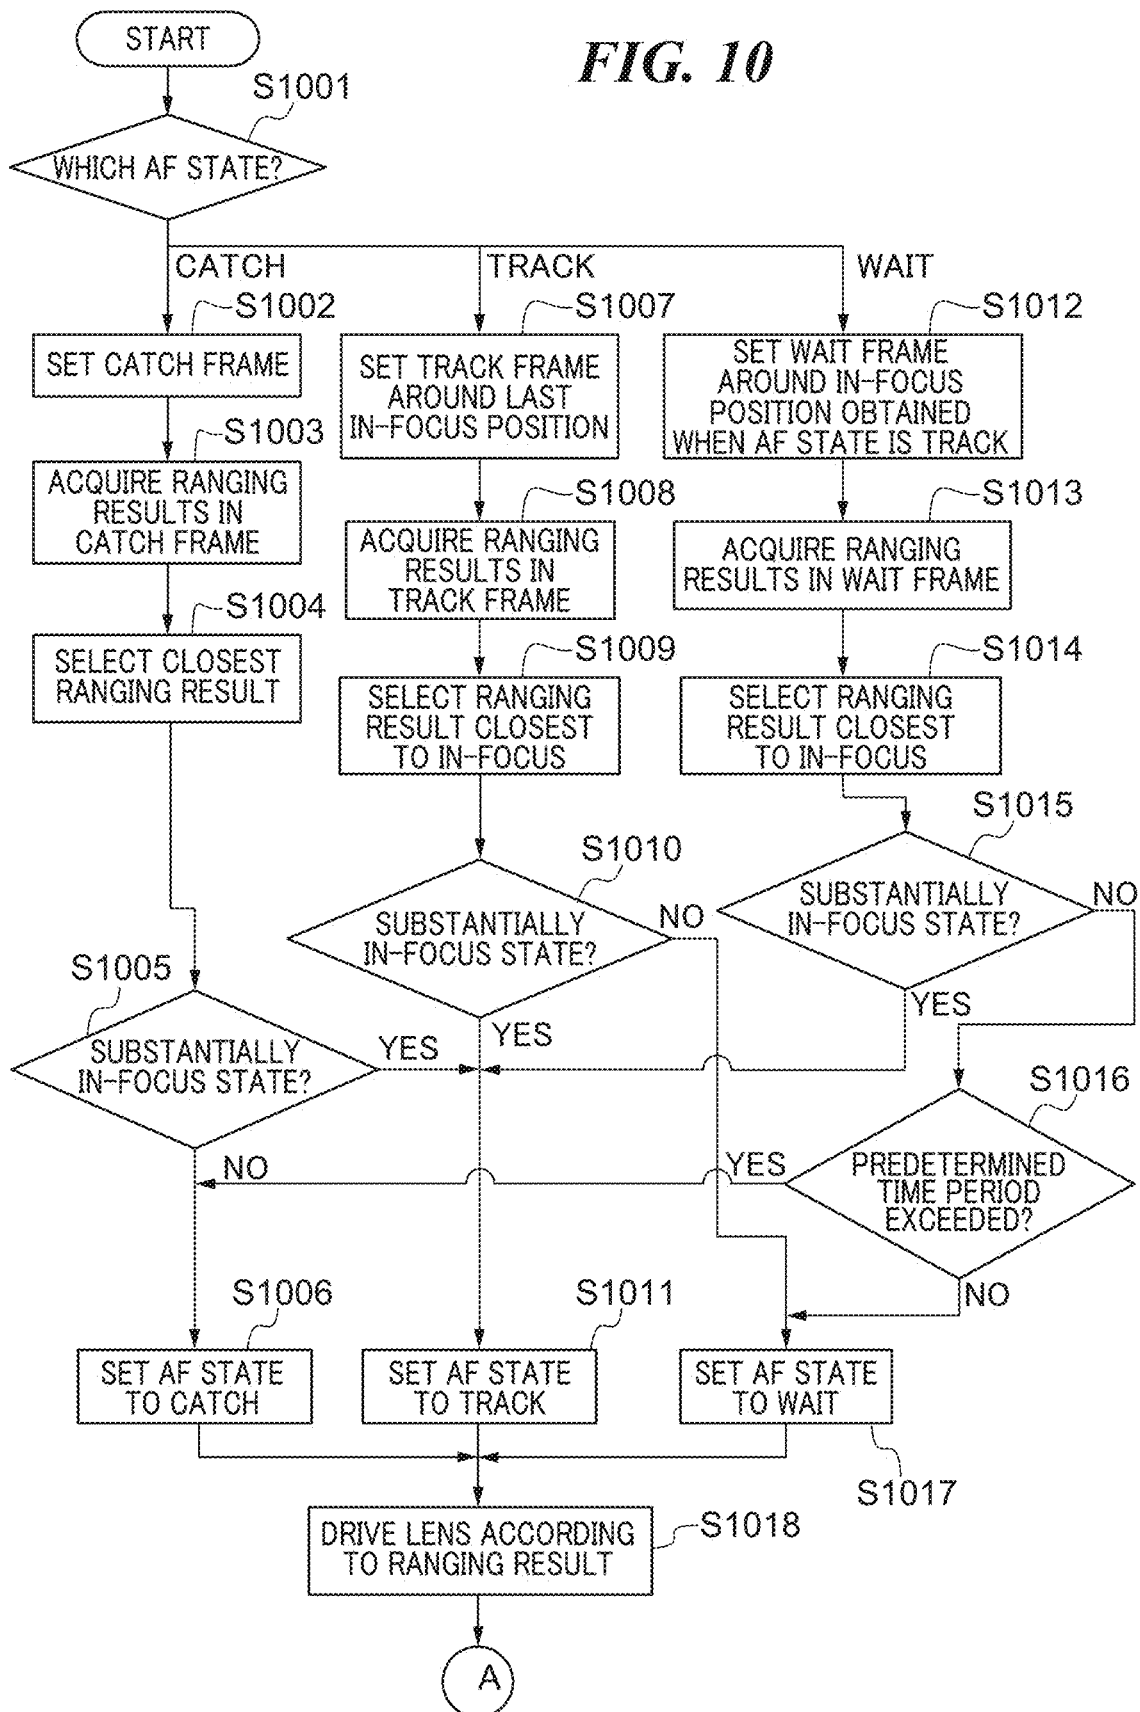 START
FIG. 10
S1001
WHICH AF STATE?
CATCH
TRACK
WAIT
S1002
SET CATCH FRAME
S1003
ACQUIRE RANGING
RESULTS IN
CATCH FRAME
S1004
SELECT CLOSEST
RANGING RESULT
S1005
SUBSTANTIALLY
IN-FOCUS STATE?
YES
NO
S1006
SET AF STATE
TO CATCH
S1007
SET TRACK FRAME
AROUND LAST
IN-FOCUS POSITION
S1008
ACQUIRE RANGING
RESULTS IN
TRACK FRAME
S1009
SELECT RANGING
RESULT CLOSEST
TO IN-FOCUS
S1010
SUBSTANTIALLY
IN-FOCUS STATE?
NO
YES
S1011
SET AF STATE
TO TRACK
S1012
SET WAIT FRAME
AROUND IN-FOCUS
POSITION OBTAINED
WHEN AF STATE IS TRACK
S1013
ACQUIRE RANGING
RESULTS IN WAIT FRAME
S1014
SELECT RANGING
RESULT CLOSEST
TO IN-FOCUS
S1015
SUBSTANTIALLY
IN-FOCUS STATE?
NO
YES
S1016
PREDETERMINED
TIME PERIOD
EXCEEDED?
YES
NO
SET AF STATE
TO WAIT
S1017
DRIVE LENS ACCORDING
TO RANGING RESULT
S1018
A